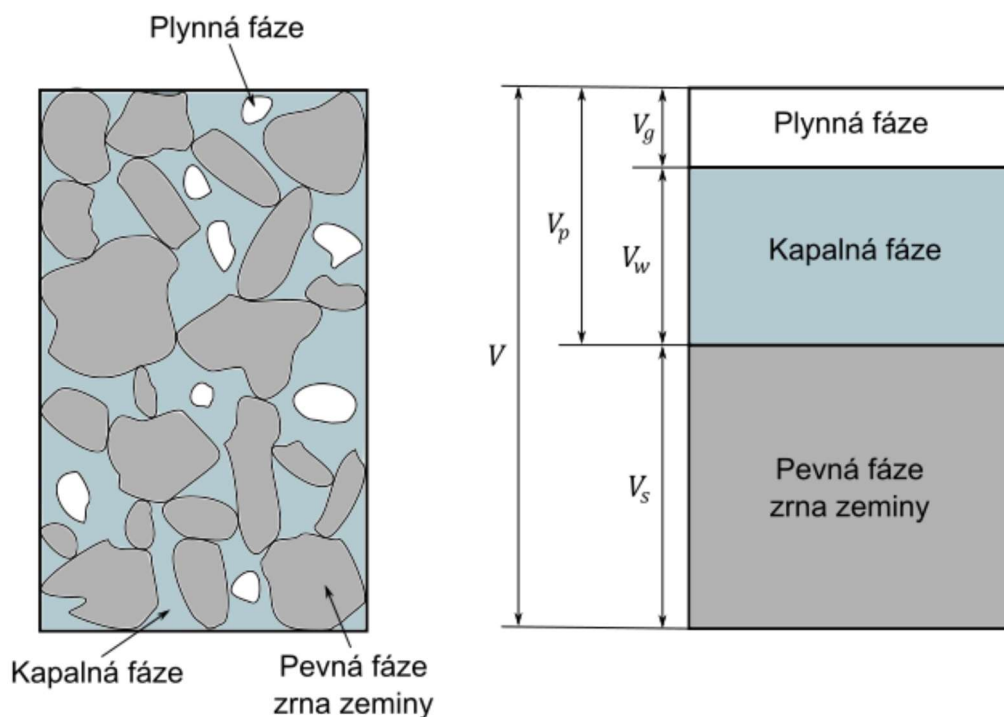 Plynná fáze
Kapalná fáze
Pevná fáze
zrna zeminy
V
V_p
V_g
V_w
V_s
Plynná fáze
Kapalná fáze
Pevná fáze
zrna zeminy